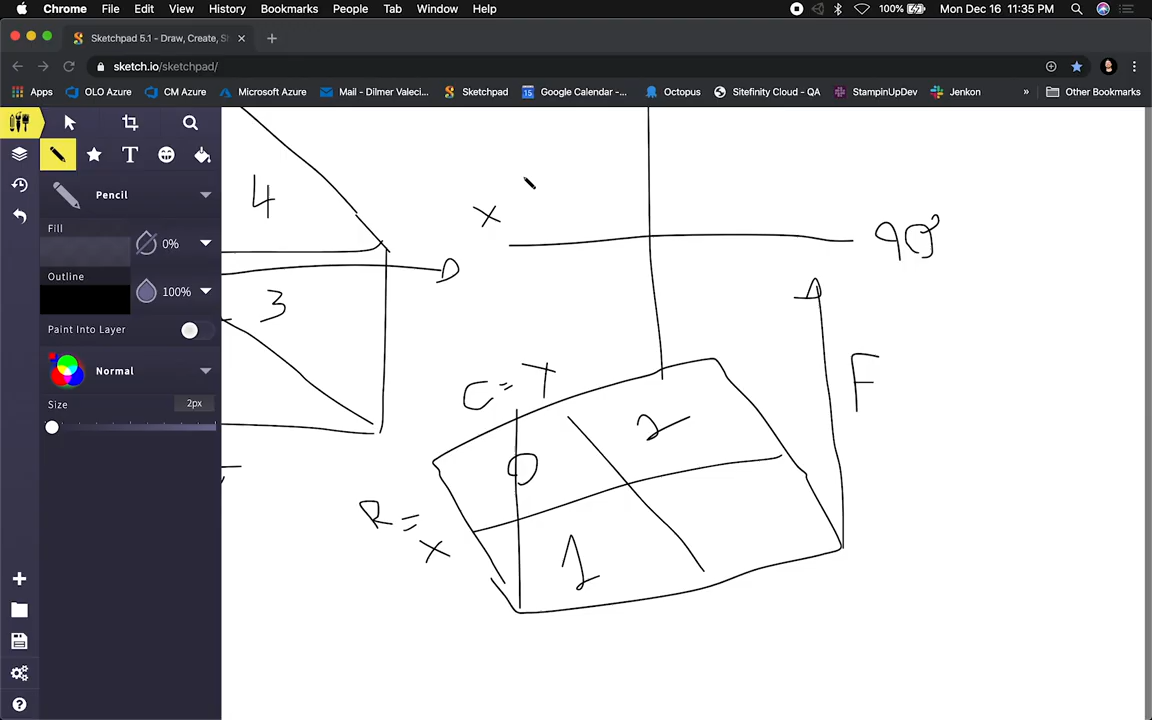 Chrome File Edit View History Bookmarks People Tab Window Help 100% Mon Dec 16 11:35 PM
Sketchpad 5.1 - Draw, Create, S
sketch.io/sketchpad/
Apps OLO Azure CM Azure Microsoft Azure Mail - Dilmer Valeci... Sketchpad Google Calendar - ... Octopus Sitefinity Cloud - QA StampinUpDev Jenkon » Other Bookmarks
T
Pencil
Fill
0%
Outline
100%
Paint Into Layer
Normal
Size 2px
4
X
90°
3
F
C=Y
2
0
R=
X
1